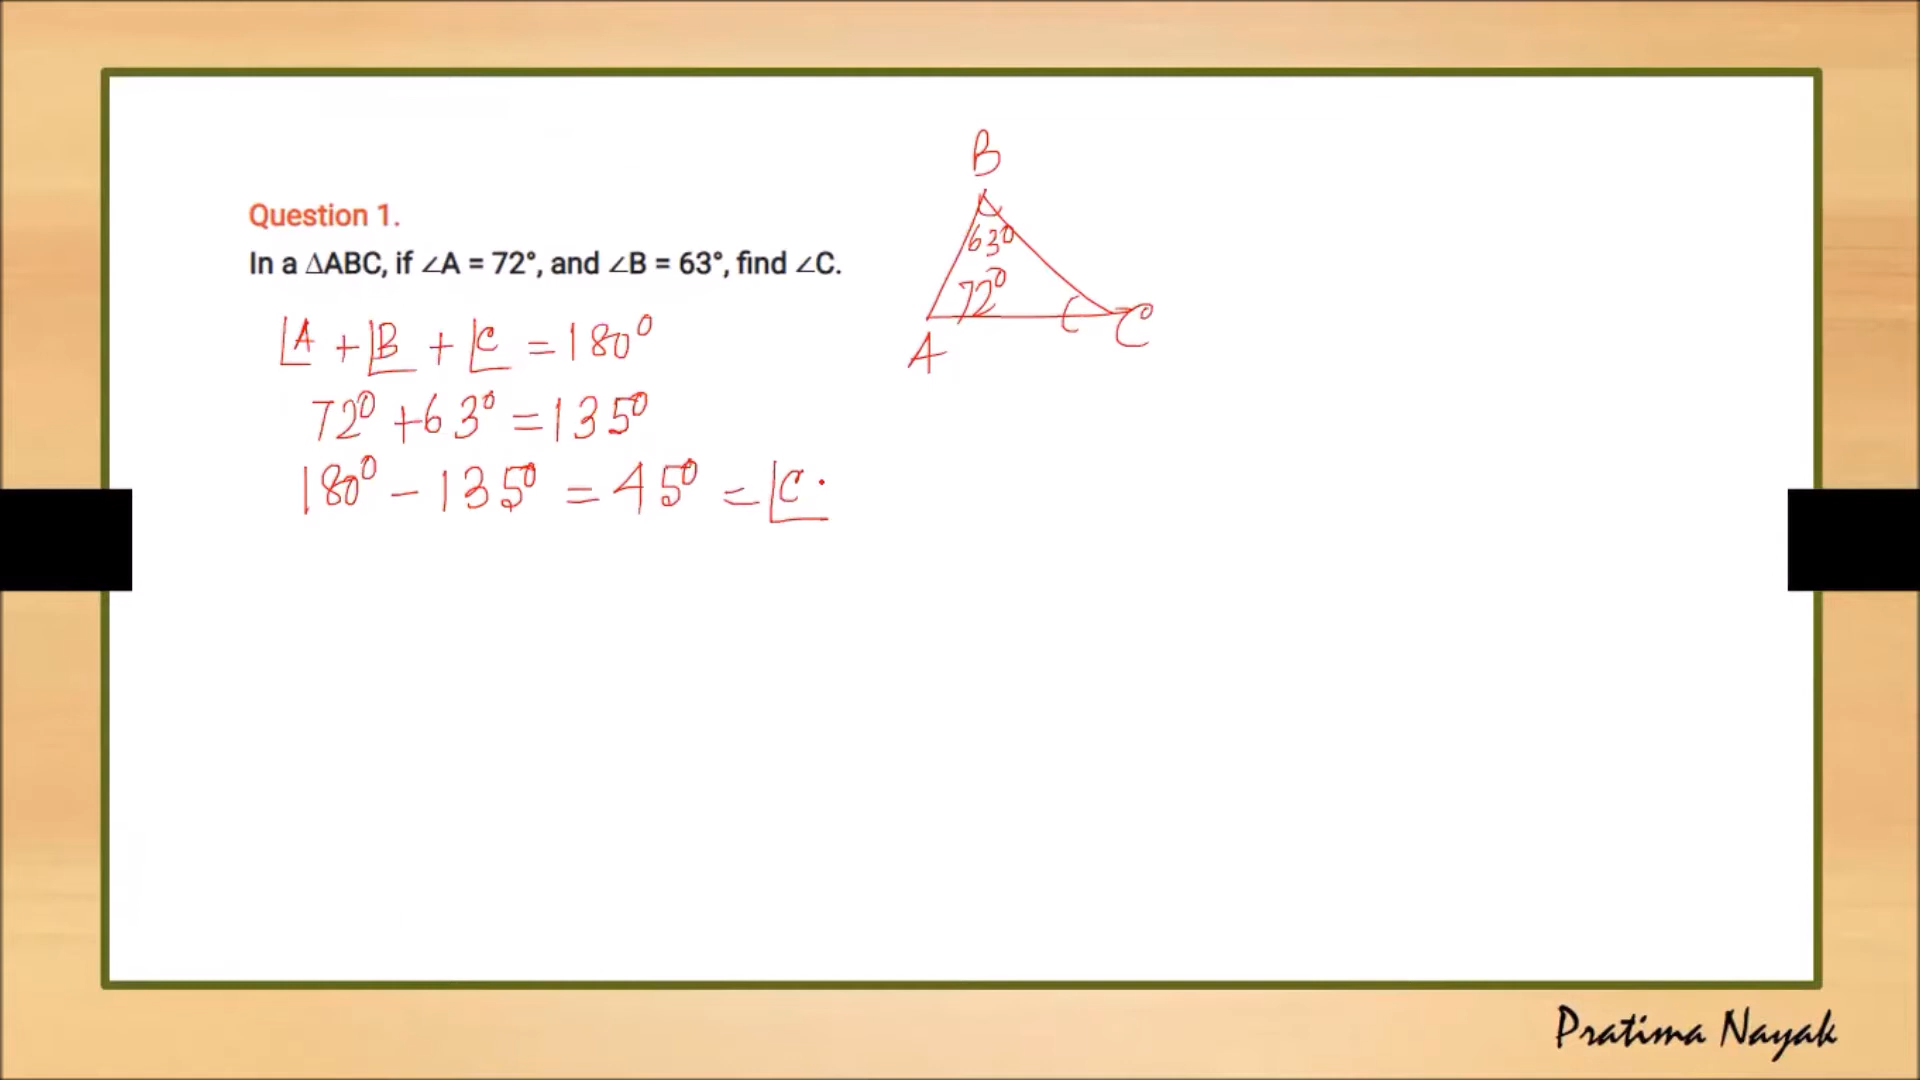 Question 1.
In a ΔABC, if ∠A = 72°, and ∠B = 63°, find ∠C.
∠A + ∠B + ∠C = 180°
72° + 63° = 135°
180° - 135° = 45° = ∠C.
B
63°
72°
A
C
Pratima Nayak